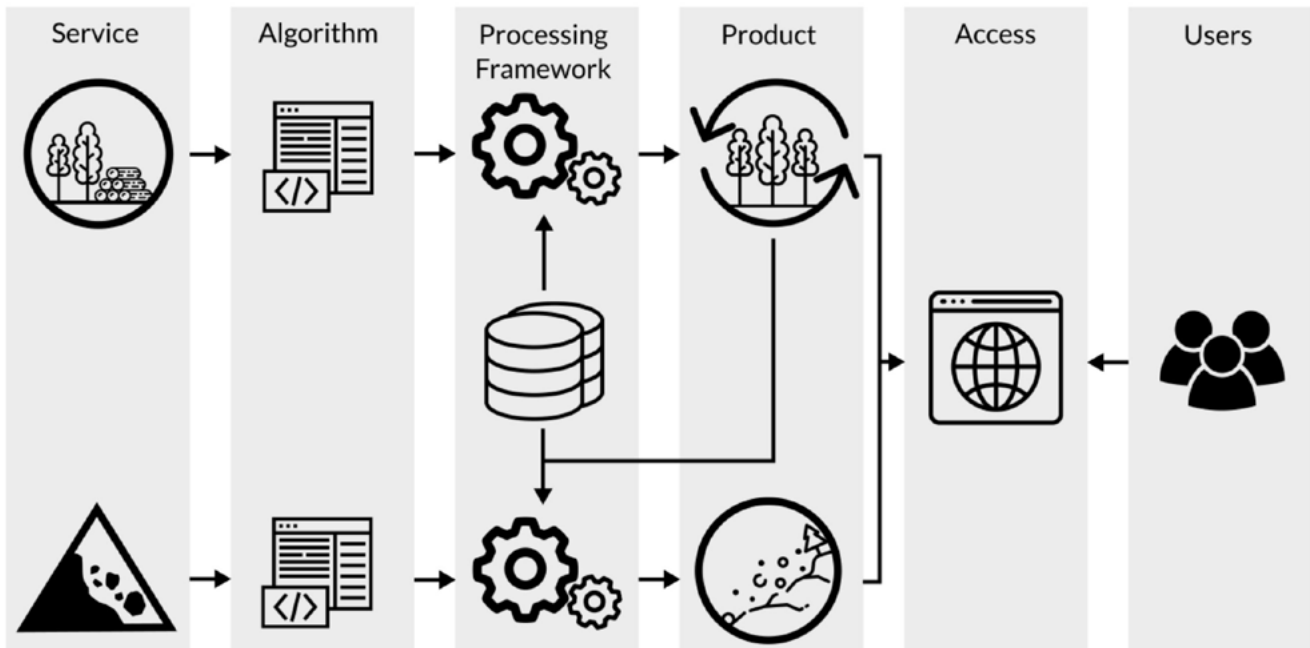 Service
Algorithm
Processing
Framework
Product
Access
Users
</>
</>